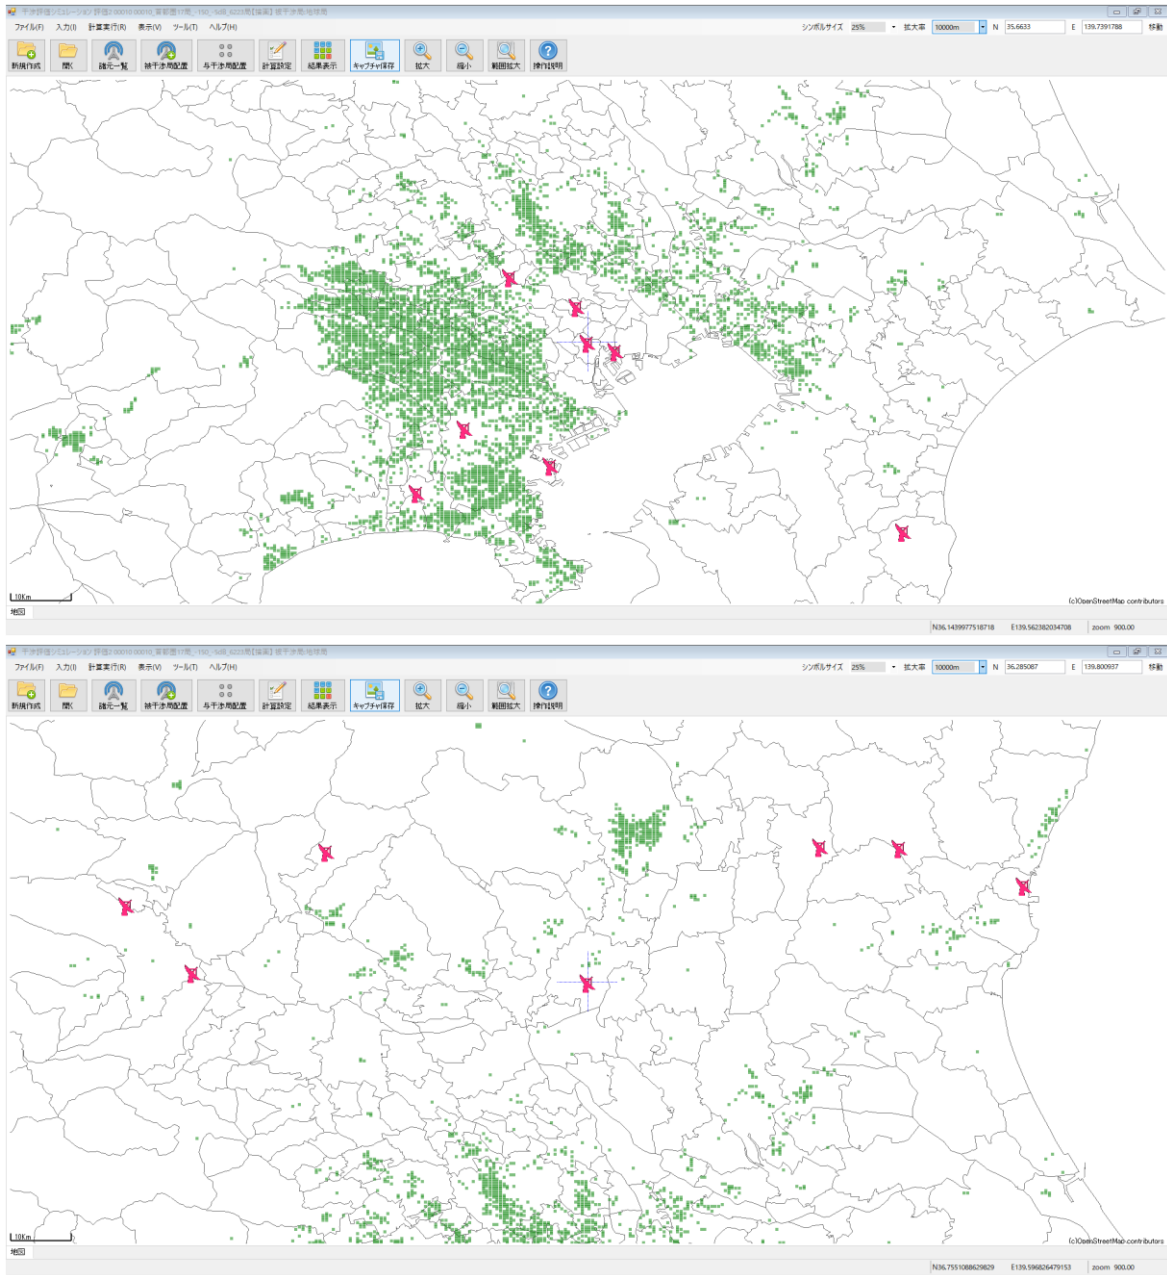 ファイル(F) 入力(I) 計算実行(R) 表示(V) ツール(T) ヘルプ(H) シンボルサイズ 25% 拡大率 10000m N 35.6633 E 139.7391788 移動
新規作成 開く 諸元一覧 被干渉局配置 与干渉局配置 計算設定 結果表示 キャプチャ保存 拡大 縮小 範囲拡大 操作説明
10Km
(c)OpenStreetMap contributors
地図
N36.1439977518718 E139.562382034708 zoom 900.00
ファイル(F) 入力(I) 計算実行(R) 表示(V) ツール(T) ヘルプ(H) シンボルサイズ 25% 拡大率 10000m N 36.285087 E 139.800937 移動
新規作成 開く 諸元一覧 被干渉局配置 与干渉局配置 計算設定 結果表示 キャプチャ保存 拡大 縮小 範囲拡大 操作説明
10Km
(c)OpenStreetMap contributors
地図
N36.7551088629829 E139.596826479153 zoom 900.00